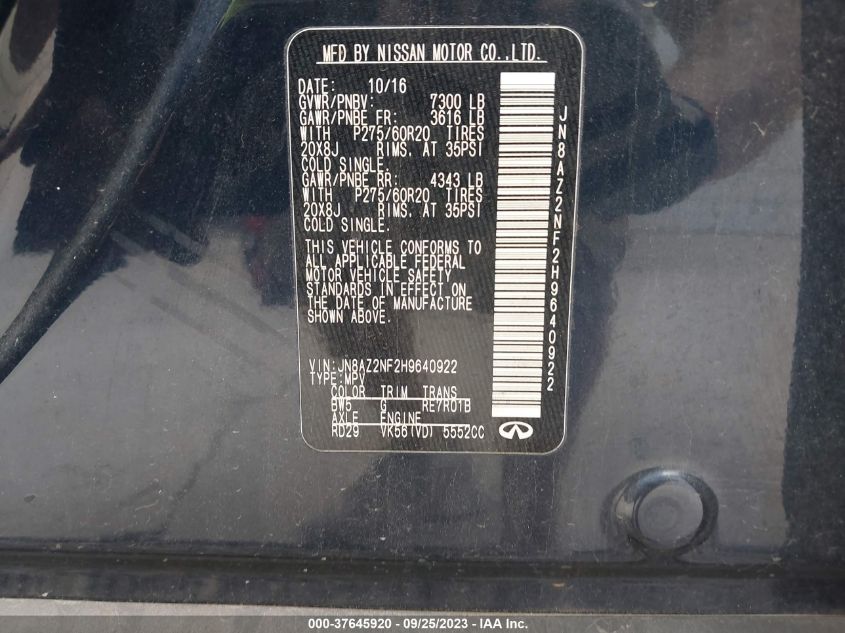 MFD BY NISSAN MOTOR CO.,LTD.
DATE: 10/16
GVWR/PNBV: 7300 LB
GAWR/PNBE FR: 3616 LB
WITH P275/60R20 TIRES
20X8J RIMS. AT 35PSI
COLD SINGLE.
GAWR/PNBE RR: 4343 LB
WITH P275/60R20 TIRES
20X8J RIMS. AT 35PSI
COLD SINGLE.
THIS VEHICLE CONFORMS TO
ALL APPLICABLE FEDERAL
MOTOR VEHICLE SAFETY
STANDARDS IN EFFECT ON
THE DATE OF MANUFACTURE
SHOWN ABOVE.
VIN:JN8AZ2NF2H9640922
TYPE:MPV
COLOR TRIM TRANS
BW5 G RE7R01B
AXLE ENGINE
RD29 VK56(VD) 5552CC
JN8AZ2NF2H9640922
000-37645920 - 09/25/2023 - IAA Inc.